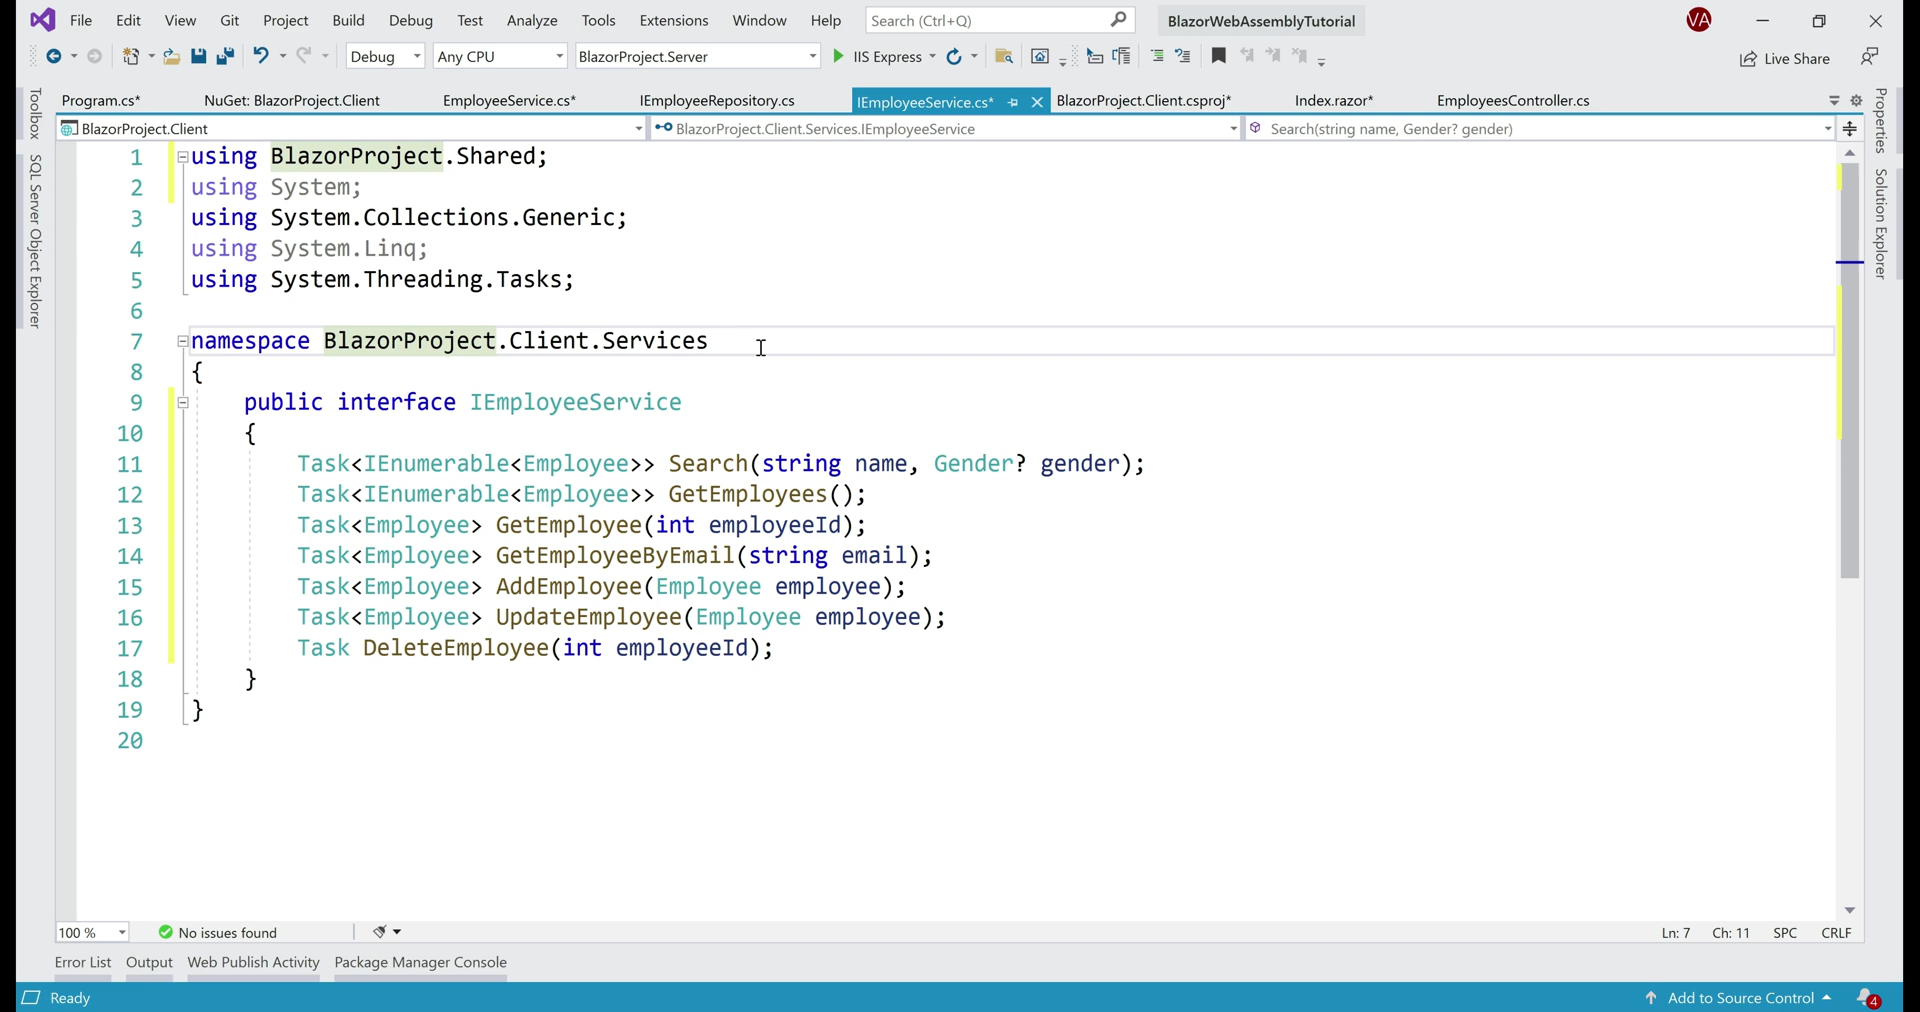 File Edit View Git Project Build Debug Test Analyze Tools Extensions Window Help Search (Ctrl+Q) BlazorWebAssemblyTutorial VA
Debug Any CPU BlazorProject.Server IIS Express Live Share
Program.cs* NuGet: BlazorProject.Client EmployeeService.cs* IEmployeeRepository.cs IEmployeeService.cs* BlazorProject.Client.csproj* Index.razor* EmployeesController.cs
BlazorProject.Client BlazorProject.Client.Services.IEmployeeService Search(string name, Gender? gender)
Toolbox
SQL Server Object Explorer
Properties
Solution Explorer
1 using BlazorProject.Shared;
2 using System;
3 using System.Collections.Generic;
4 using System.Linq;
5 using System.Threading.Tasks;
6
7 namespace BlazorProject.Client.Services
8 {
9 public interface IEmployeeService
10 {
11 Task<IEnumerable<Employee>> Search(string name, Gender? gender);
12 Task<IEnumerable<Employee>> GetEmployees();
13 Task<Employee> GetEmployee(int employeeId);
14 Task<Employee> GetEmployeeByEmail(string email);
15 Task<Employee> AddEmployee(Employee employee);
16 Task<Employee> UpdateEmployee(Employee employee);
17 Task DeleteEmployee(int employeeId);
18 }
19 }
20
100 % No issues found Ln: 7 Ch: 11 SPC CRLF
Error List Output Web Publish Activity Package Manager Console
Ready Add to Source Control 4